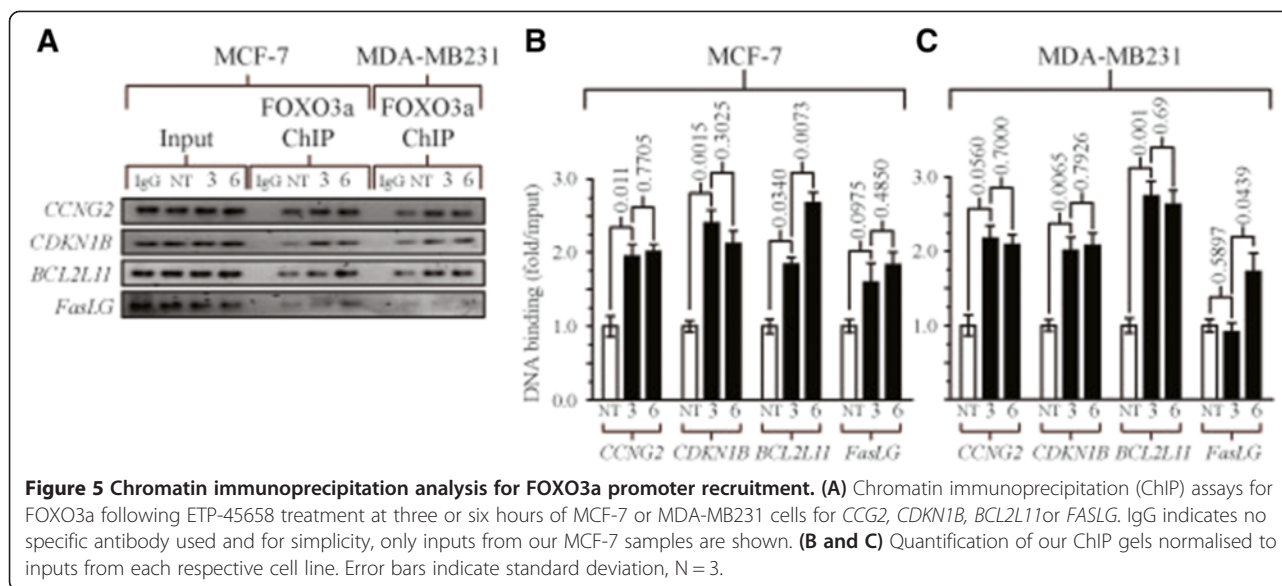 A
B
C
MCF-7
MDA-MB231
MCF-7
MDA-MB231
FOXO3a
FOXO3a
Input
ChIP
ChIP
IgG NT 3 6
IgG NT 3 6
NT 3 6
CCNG2
CDKN1B
BCL2L11
FasLG
DNA binding (fold/input)
3.0
2.0
1.0
0.0
0.011
0.7705
0.0015
0.3025
0.0340
0.0073
0.0975
0.4850
NT 3 6 NT 3 6 NT 3 6 NT 3 6
CCNG2 CDKN1B BCL2L11 FasLG
3.0
2.0
1.0
0.0560
0.7000
0.0065
0.7926
0.001
0.69
0.5897
0.0439
NT 3 6 NT 3 6 NT 3 6 NT 3 6
CCNG2 CDKN1B BCL2L11 FasLG
Figure 5 Chromatin immunoprecipitation analysis for FOXO3a promoter recruitment. (A) Chromatin immunoprecipitation (ChIP) assays for
FOXO3a following ETP-45658 treatment at three or six hours of MCF-7 or MDA-MB231 cells for CCG2, CDKN1B, BCL2L11or FASLG. IgG indicates no
specific antibody used and for simplicity, only inputs from our MCF-7 samples are shown. (B and C) Quantification of our ChIP gels normalised to
inputs from each respective cell line. Error bars indicate standard deviation, N = 3.